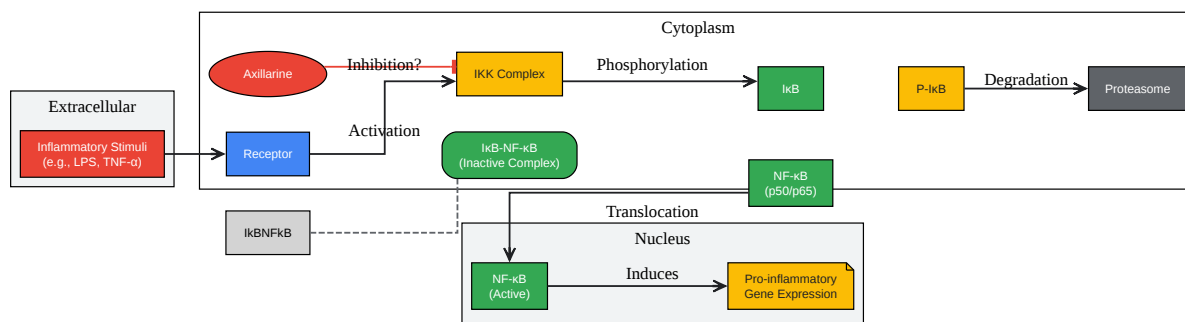 Cytoplasm
Axillarine
Inhibition?
IKK Complex
Phosphorylation
IκB
P-IκB
Degradation
Proteasome
Extracellular
Inflammatory Stimuli
(e.g., LPS, TNF-α)
Receptor
Activation
IκB-NF-κB
(Inactive Complex)
NF-κB
(p50/p65)
Translocation
IkBNFkB
Nucleus
NF-κB
(Active)
Induces
Pro-inflammatory
Gene Expression